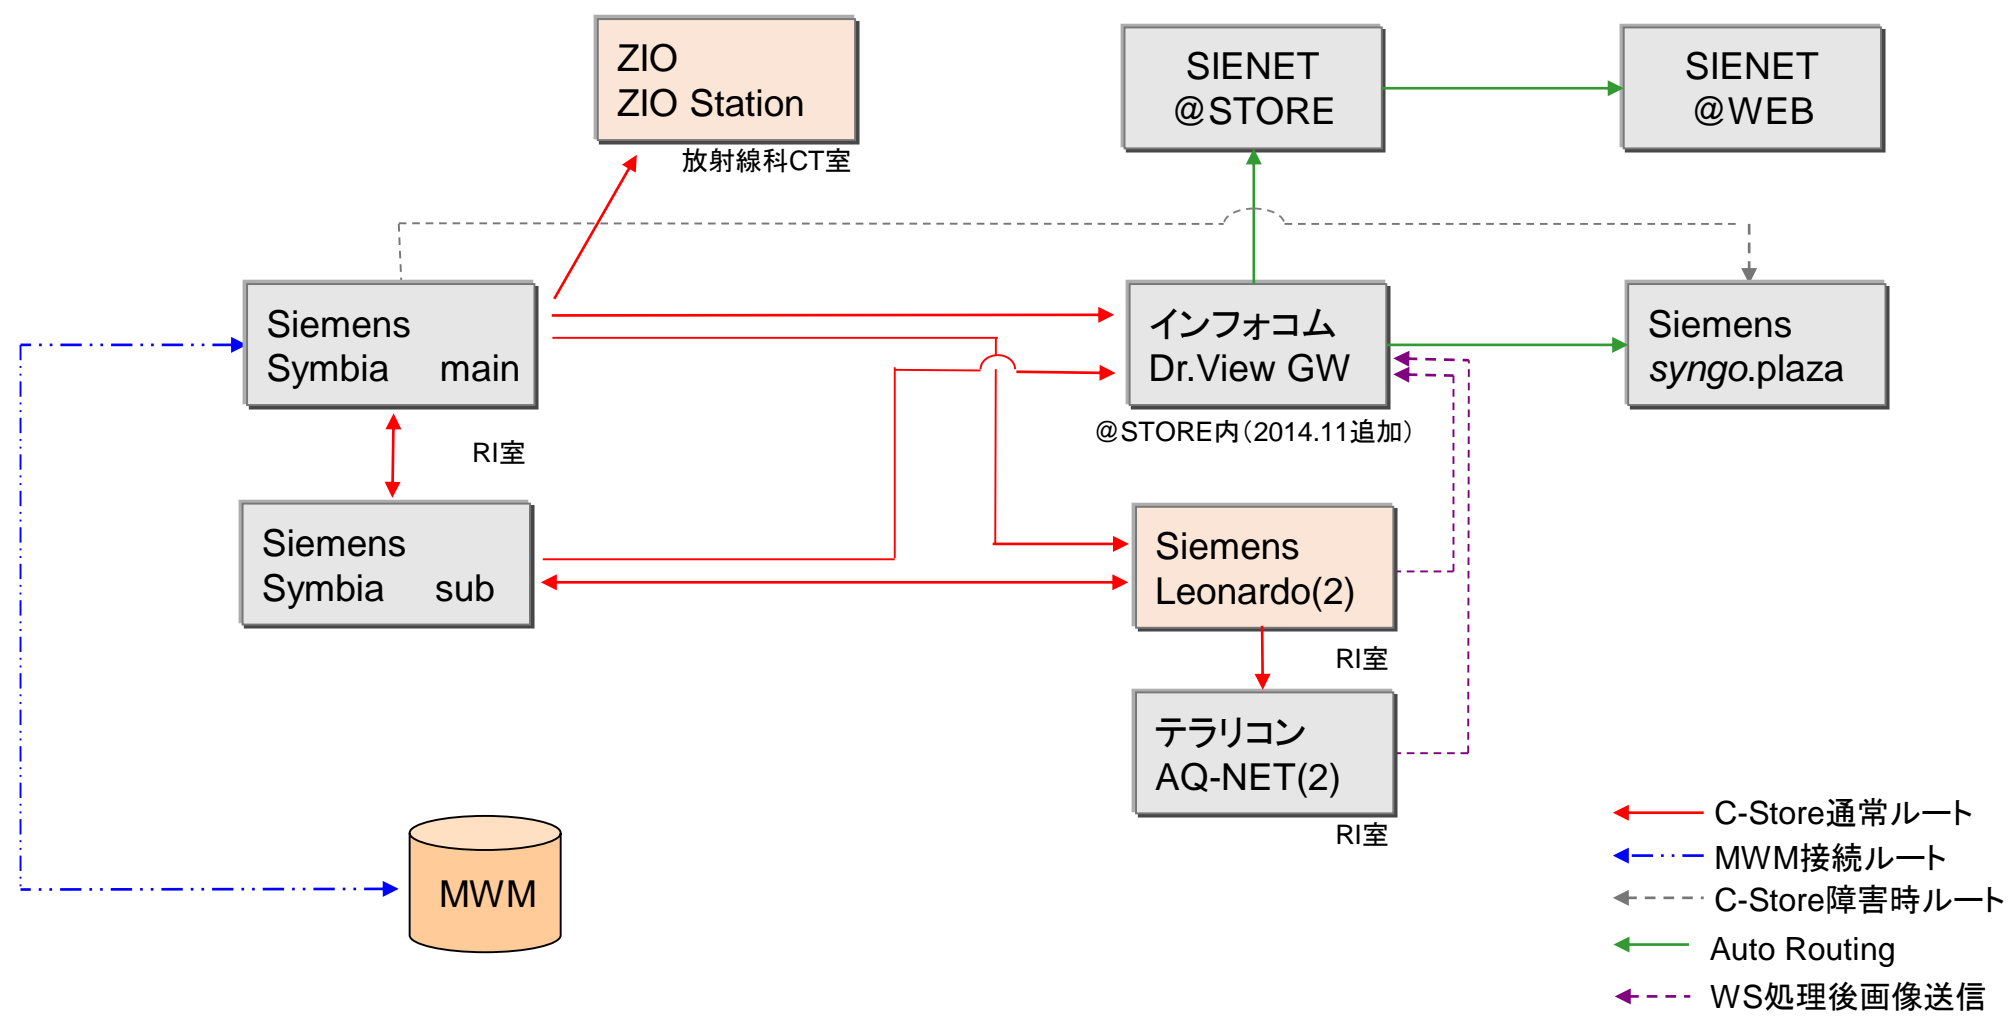 ZIO
ZIO Station
放射線科CT室
SIENET
@STORE
SIENET
@WEB
Siemens
Symbia main
RI室
インフォコム
Dr.View GW
@STORE内（2014.11追加）
Siemens
syngo.plaza
Siemens
Symbia sub
Siemens
Leonardo(2)
RI室
テラリコン
AQ-NET(2)
RI室
MWM
C-Store通常ルート
MWM接続ルート
C-Store障害時ルート
Auto Routing
WS処理後画像送信